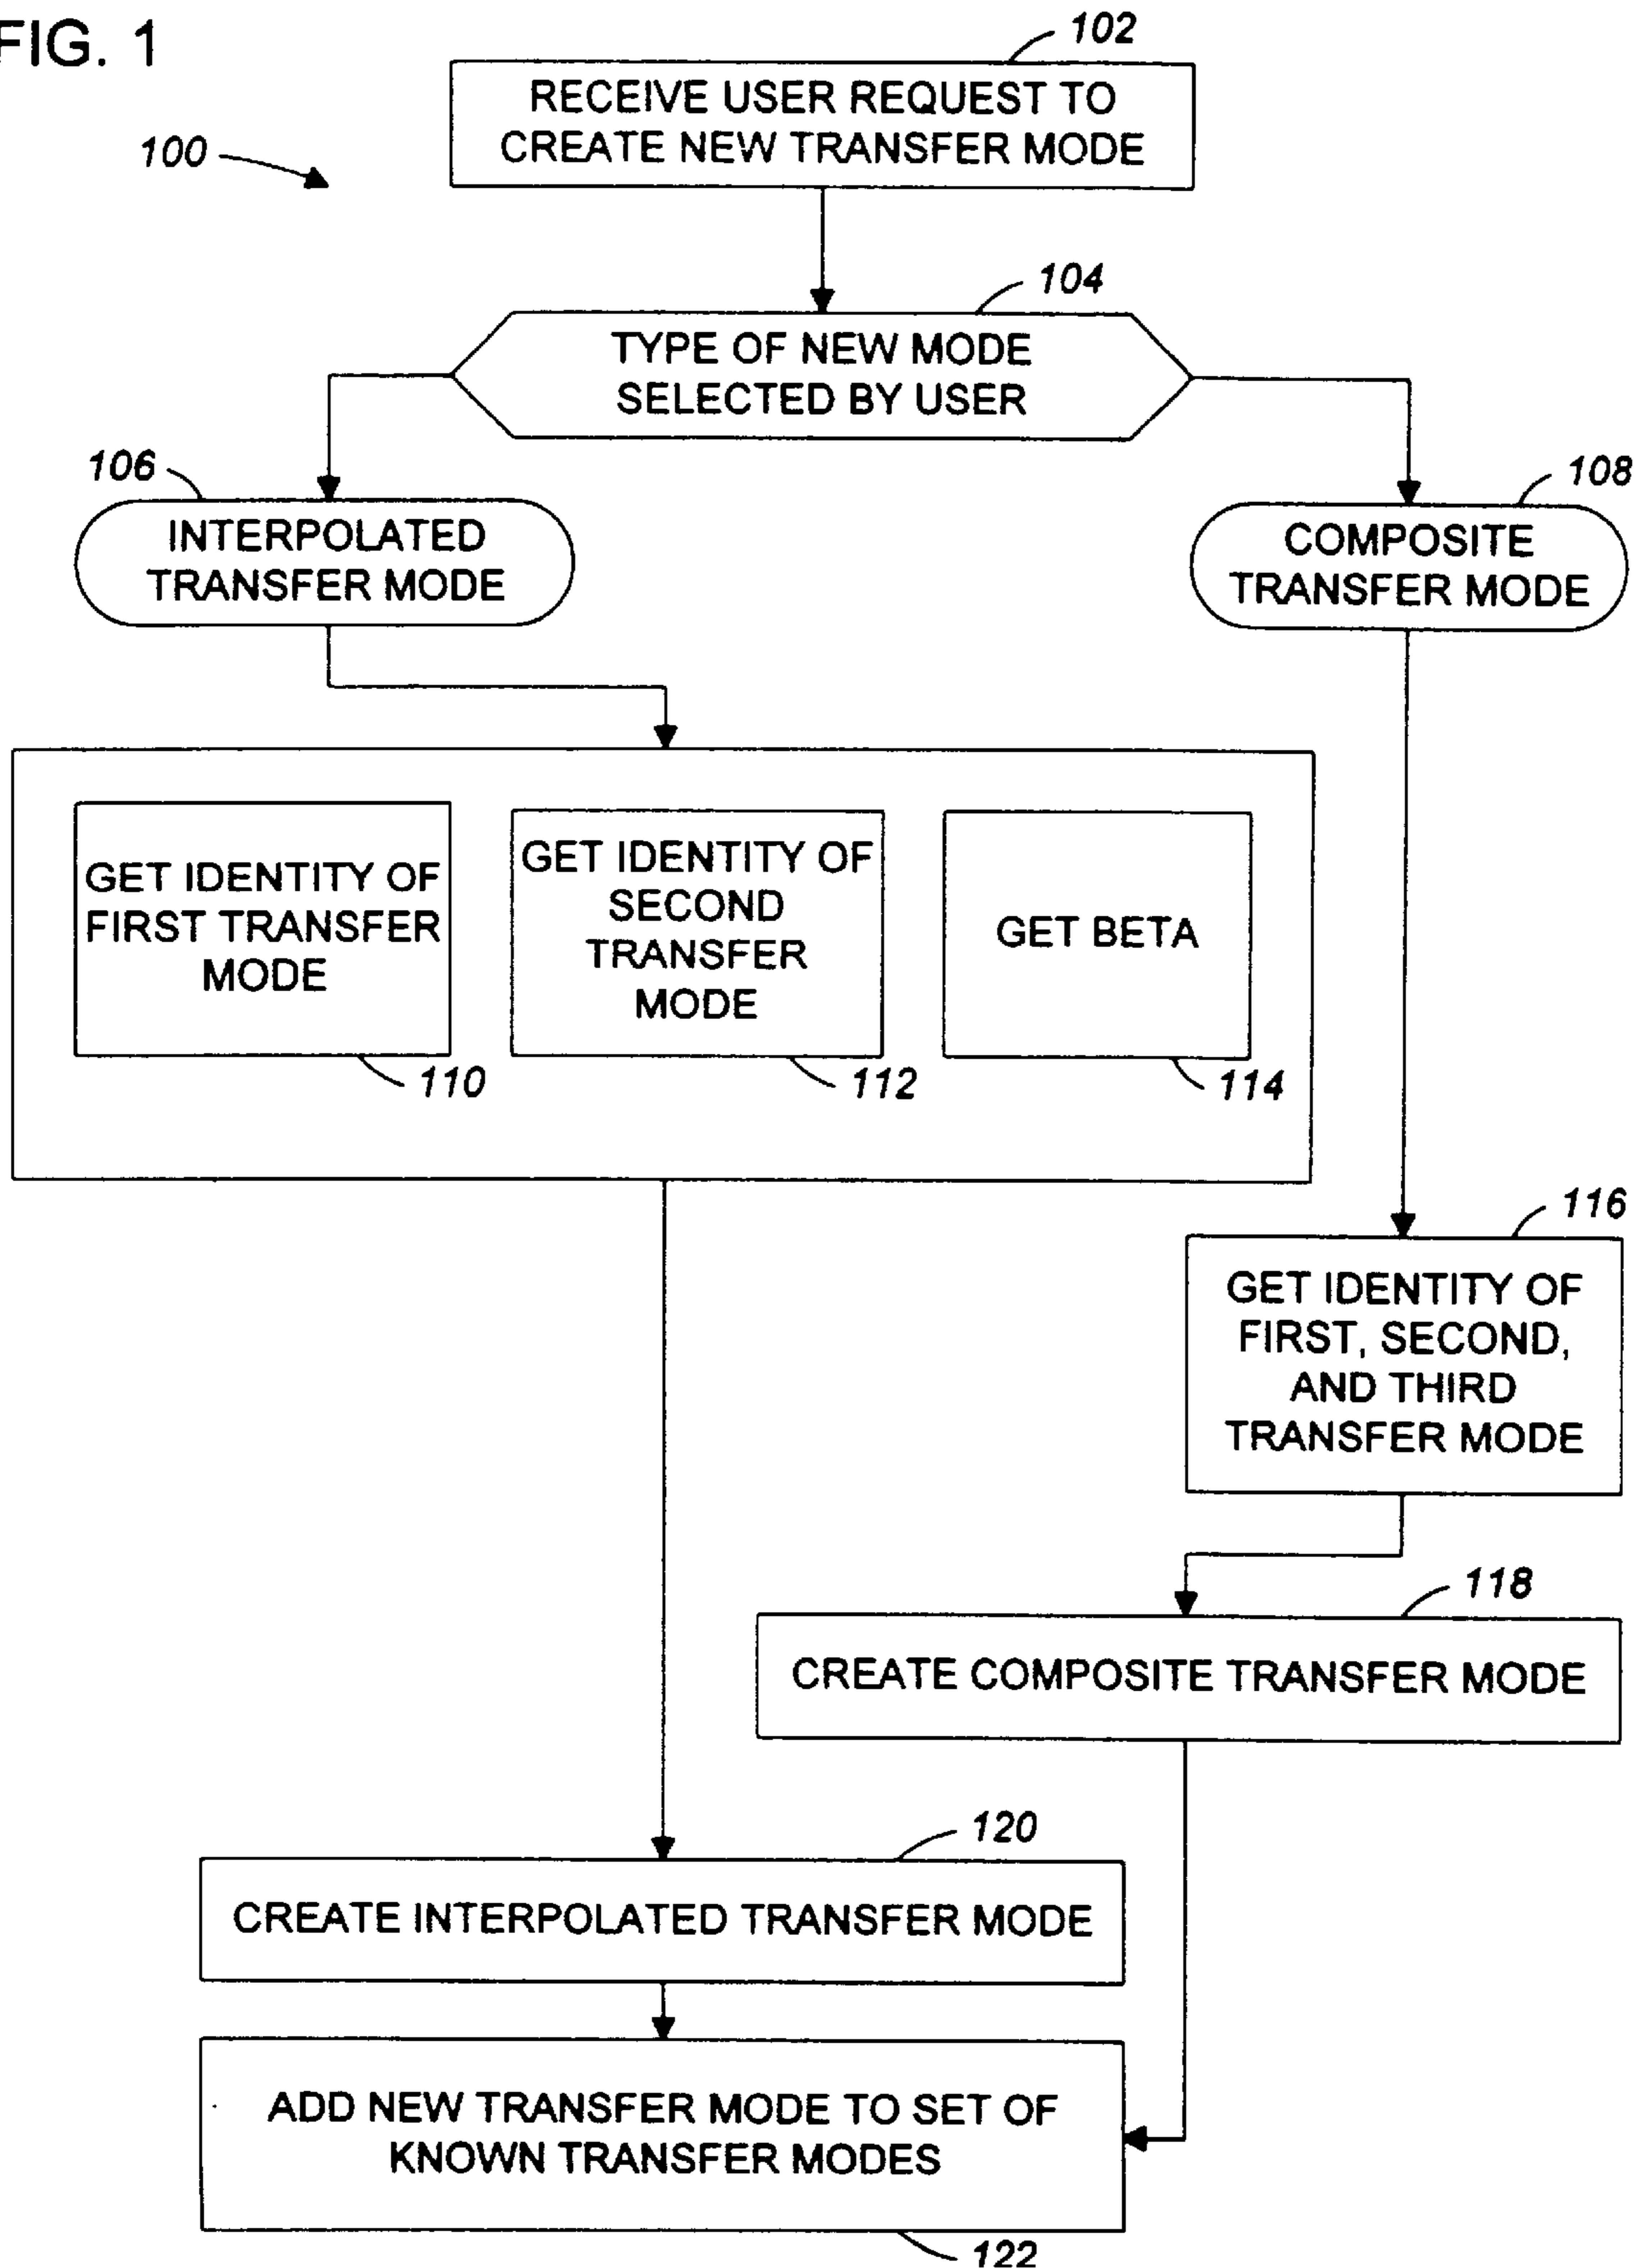 FIG. 1
102
RECEIVE USER REQUEST TO
CREATE NEW TRANSFER MODE
100
104
TYPE OF NEW MODE
SELECTED BY USER
106
INTERPOLATED
TRANSFER MODE
108
COMPOSITE
TRANSFER MODE
GET IDENTITY OF
FIRST TRANSFER
MODE
110
GET IDENTITY OF
SECOND
TRANSFER
MODE
112
GET BETA
114
116
GET IDENTITY OF
FIRST, SECOND,
AND THIRD
TRANSFER MODE
118
CREATE COMPOSITE TRANSFER MODE
120
CREATE INTERPOLATED TRANSFER MODE
ADD NEW TRANSFER MODE TO SET OF
KNOWN TRANSFER MODES
122